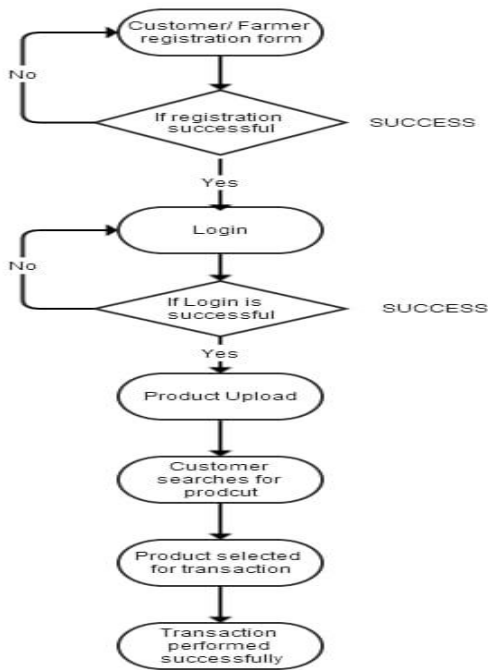 Customer/ Farmer
registration form
No
If registration
successful
SUCCESS
Yes
Login
No
If Login is
successful
SUCCESS
Yes
Product Upload
Customer
searches for
prodcut
Product selected
for transaction
Transaction
performed
successfully